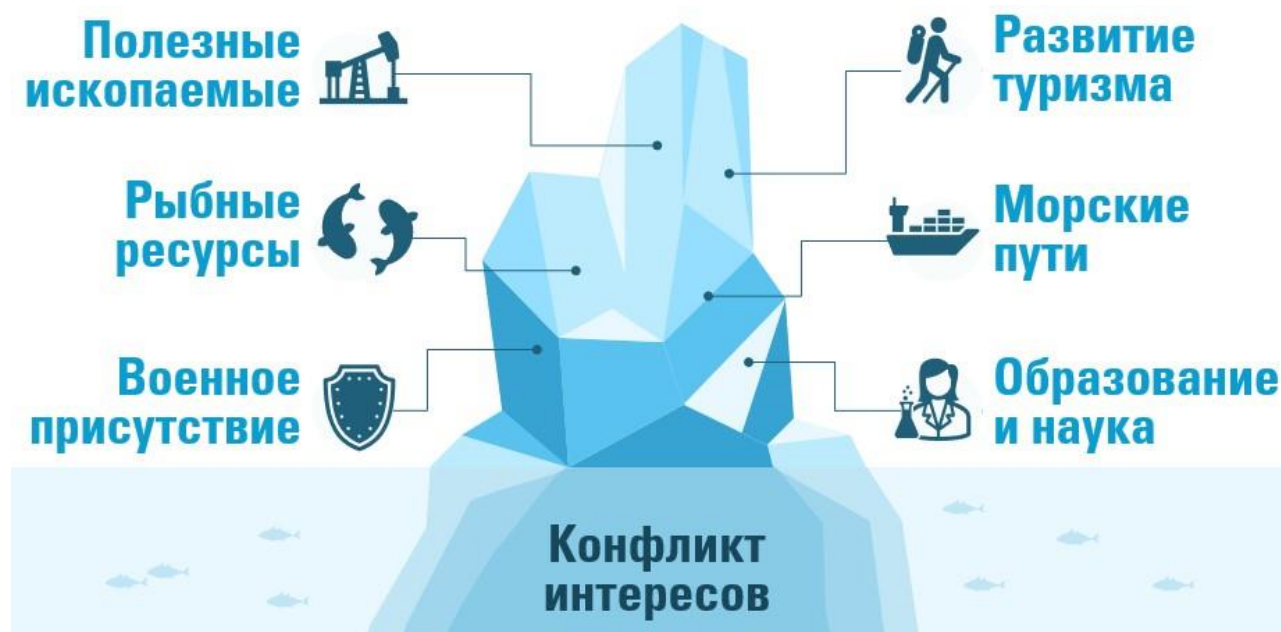 Полезные
ископаемые
Развитие
туризма
Рыбные
ресурсы
Морские
пути
Военное
присутствие
Образование
и наука
Конфликт
интересов